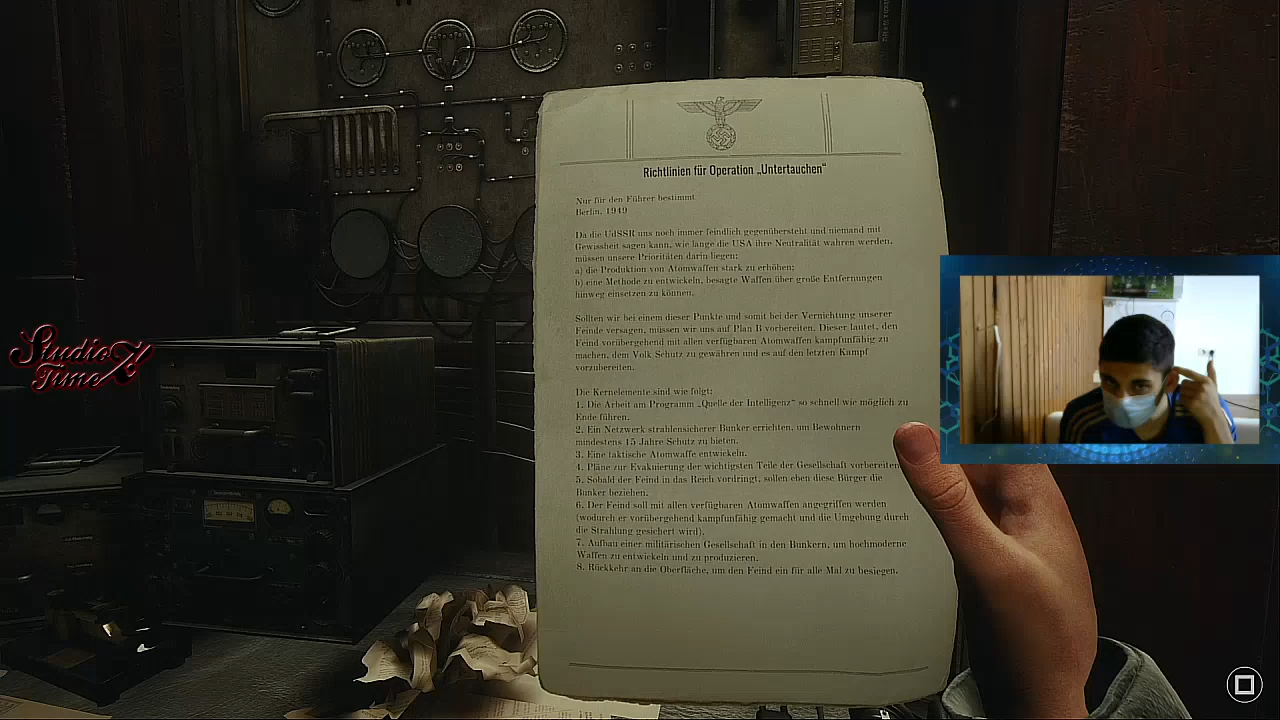 Richtlinien für Operation „Untertauchen“
Nur für den Führer bestimmt
Berlin, 1949
Da die UdSSR uns noch immer feindlich gegenübersteht und niemand mit
Gewissheit sagen kann, wie lange die USA ihre Neutralität wahren werden,
müssen unsere Prioritäten darin liegen:
a) die Produktion von Atomwaffen stark zu erhöhen;
b) eine Methode zu entwickeln, besagte Waffen über große Entfernungen
hinweg einsetzen zu können.
Sollten wir bei einem dieser Punkte und somit bei der Vernichtung unserer
Feinde versagen, müssen wir uns auf Plan B vorbereiten. Dieser lautet, den
Feind vorübergehend mit allen verfügbaren Atomwaffen kampfunfähig zu
machen, dem Volk Schutz zu gewähren und es auf den letzten Kampf
vorzubereiten.
Die Kernelemente sind wie folgt:
1. Die Arbeit am Programm „Quelle der Intelligenz“ so schnell wie möglich zu
Ende führen.
2. Ein Netzwerk strahlensicherer Bunker errichten, um Bewohnern
mindestens 15 Jahre Schutz zu bieten.
3. Eine taktische Atomwaffe entwickeln.
4. Pläne zur Evakuierung der wichtigsten Teile der Gesellschaft vorbereiten
5. Sobald der Feind in das Reich vordringt, sollen eben diese Bürger die
Bunker beziehen.
6. Der Feind soll mit allen verfügbaren Atomwaffen angegriffen werden
(wodurch er vorübergehend kampfunfähig gemacht und die Umgebung durch
die Strahlung gesichert wird).
7. Aufbau einer militärischen Gesellschaft in den Bunkern, um hochmoderne
Waffen zu entwickeln und zu produzieren.
8. Rückkehr an die Oberfläche, um den Feind ein für alle Mal zu besiegen.
Studio X
Time